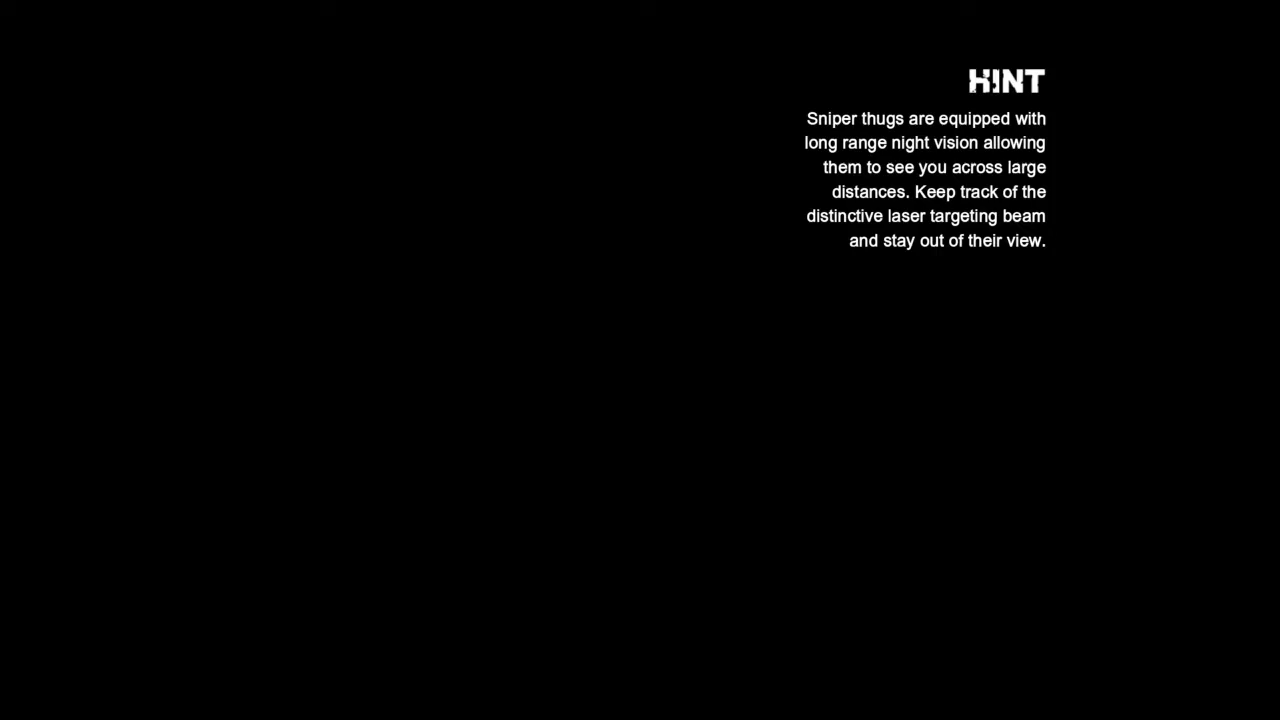 HINT
Sniper thugs are equipped with
long range night vision allowing
them to see you across large
distances. Keep track of the
distinctive laser targeting beam
and stay out of their view.